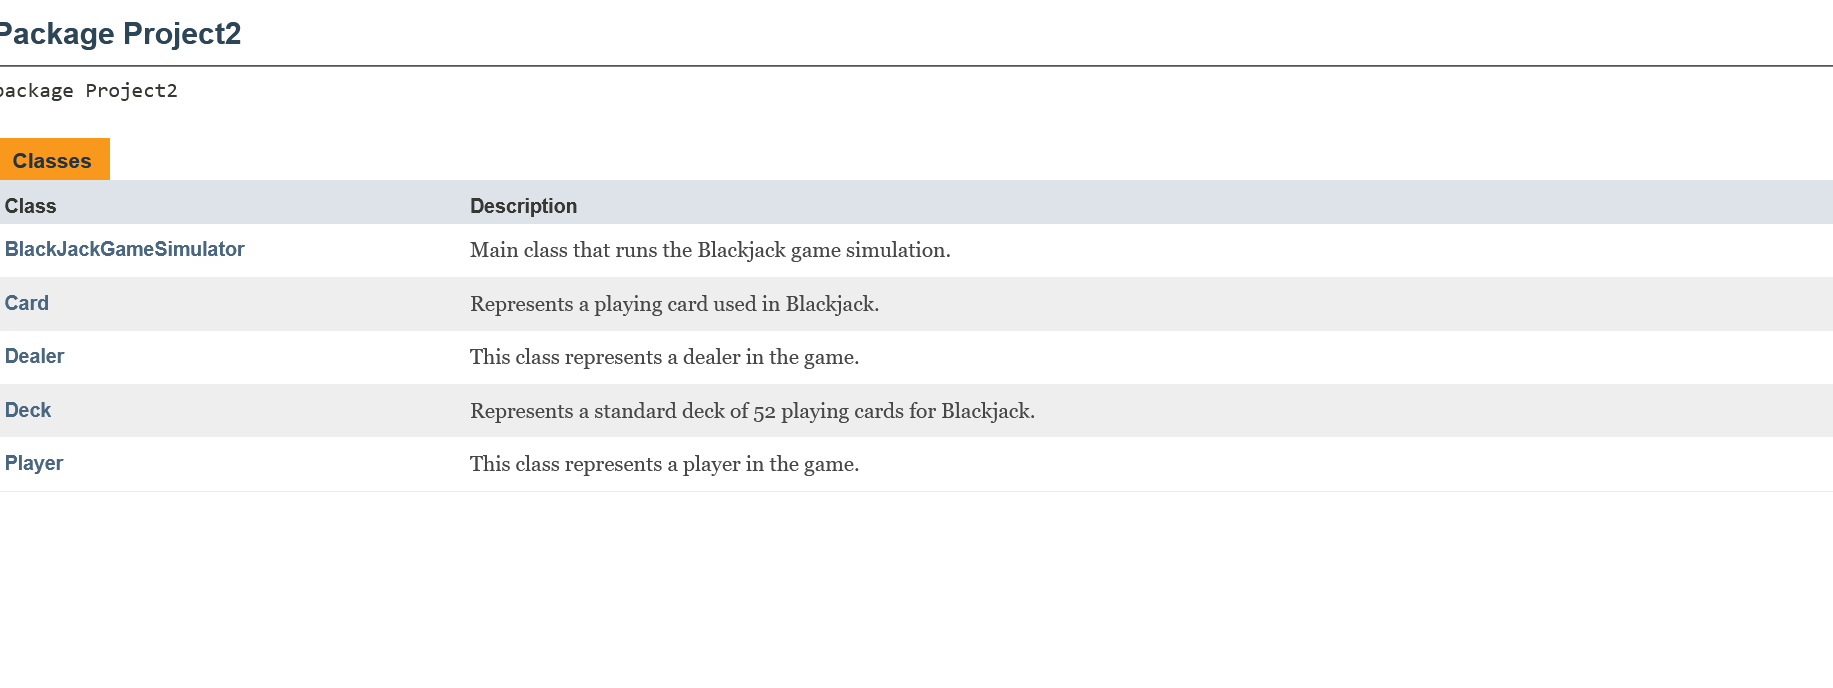 Package Project2
package Project2
Classes
Class Description
BlackJackGameSimulator Main class that runs the Blackjack game simulation.
Card Represents a playing card used in Blackjack.
Dealer This class represents a dealer in the game.
Deck Represents a standard deck of 52 playing cards for Blackjack.
Player This class represents a player in the game.